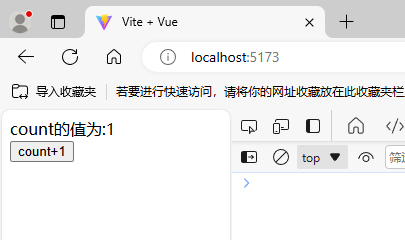 Vite + Vue
localhost:5173
导入收藏夹
若要进行快速访问，请将你的网址收藏放在此收藏夹栏
count的值为:1
count+1
top